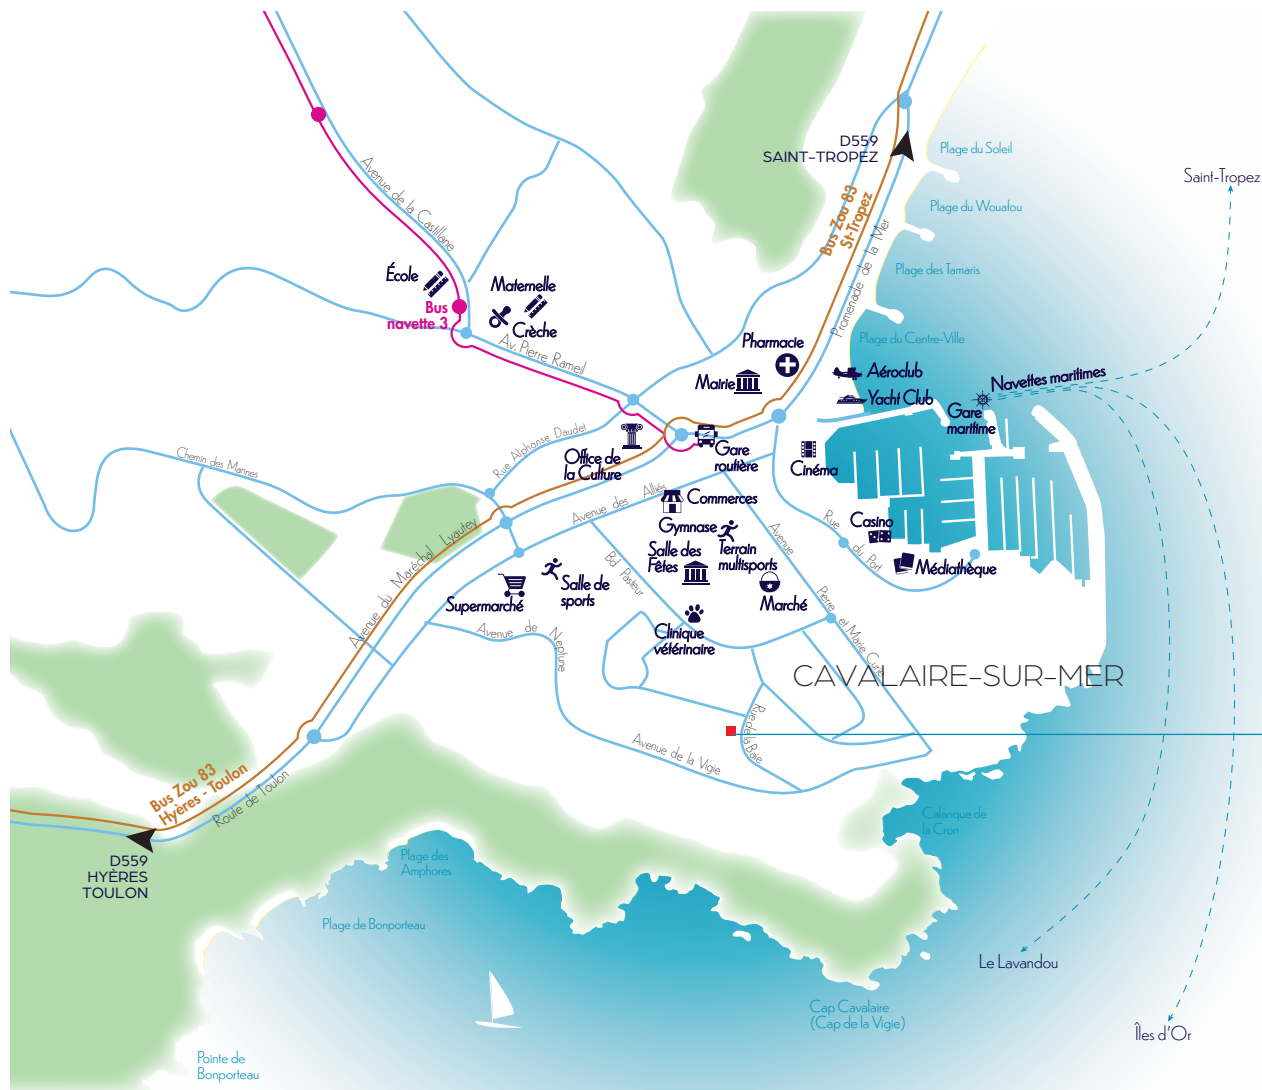 D559
SAINT-TROPEZ
Plage du Soleil
Saint-Tropez
Avenue de la Castillane
Bus Zou 83
St-Tropez
Plage du Wouafou
Promenade de la Mer
Plage des Tamaris
École
Maternelle
Bus
navette 3
Crèche
Av. Pierre Rameil
Pharmacie
Plage du Centre-Ville
Mairie
Aéroclub
Navettes maritimes
Yacht Club
Gare
maritime
Rue Alphonse Daudet
Office de
la Culture
Gare
routière
Cinéma
Chemin des Mannes
Avenue des Alliés
Commerces
Gymnase
Casino
Rue du Port
Avenue du Maréchal Lyautey
Salle des
Fêtes
Terrain
multisports
Médiathèque
Bd Pasteur
Avenue Pierre et Marie Curie
Supermarché
Salle de
sports
Marché
Avenue de Neptune
Clinique
vétérinaire
CAVALAIRE-SUR-MER
Rue de la Baie
Avenue de la Vigie
Bus Zou 83
Hyères - Toulon
Route de Toulon
D559
HYÈRES
TOULON
Calanque de
la Cron
Plage des
Amphores
Plage de Bonporteau
Le Lavandou
Cap Cavalaire
(Cap de la Vigie)
Îles d'Or
Pointe de
Bonporteau